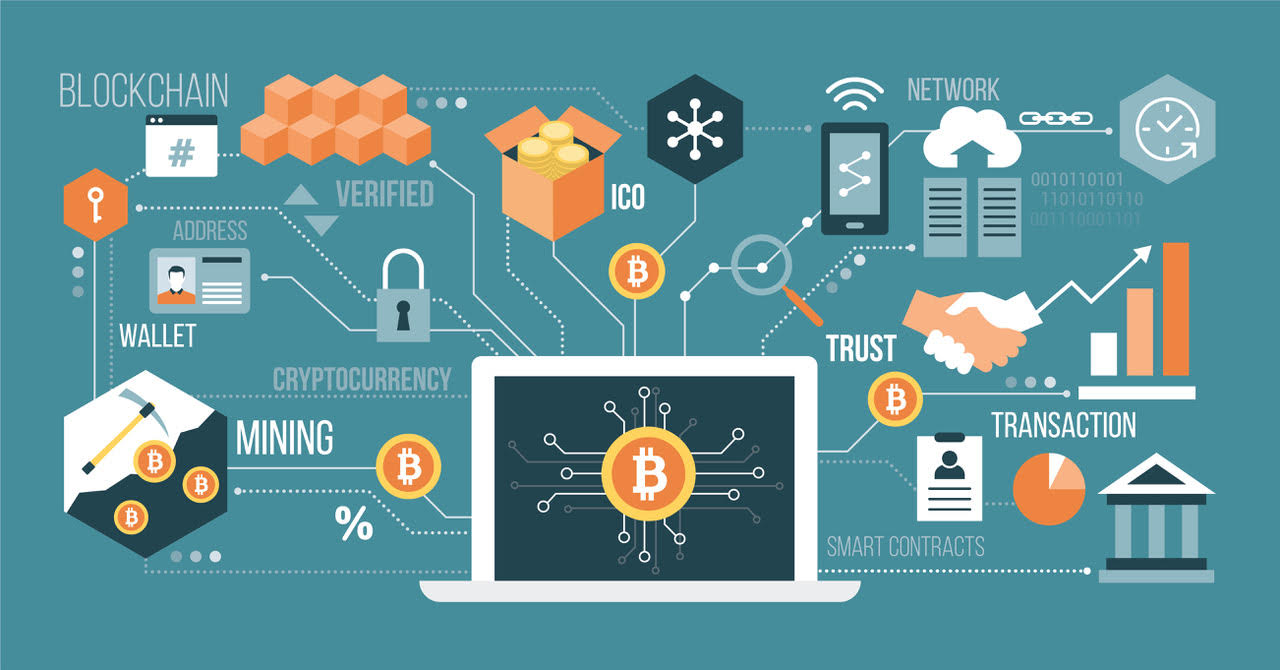 BLOCKCHAIN
#
NETWORK
VERIFIED
ICO
0010110101
11010110110
001110001101
ADDRESS
WALLET
TRUST
CRYPTOCURRENCY
MINING
TRANSACTION
%
SMART CONTRACTS